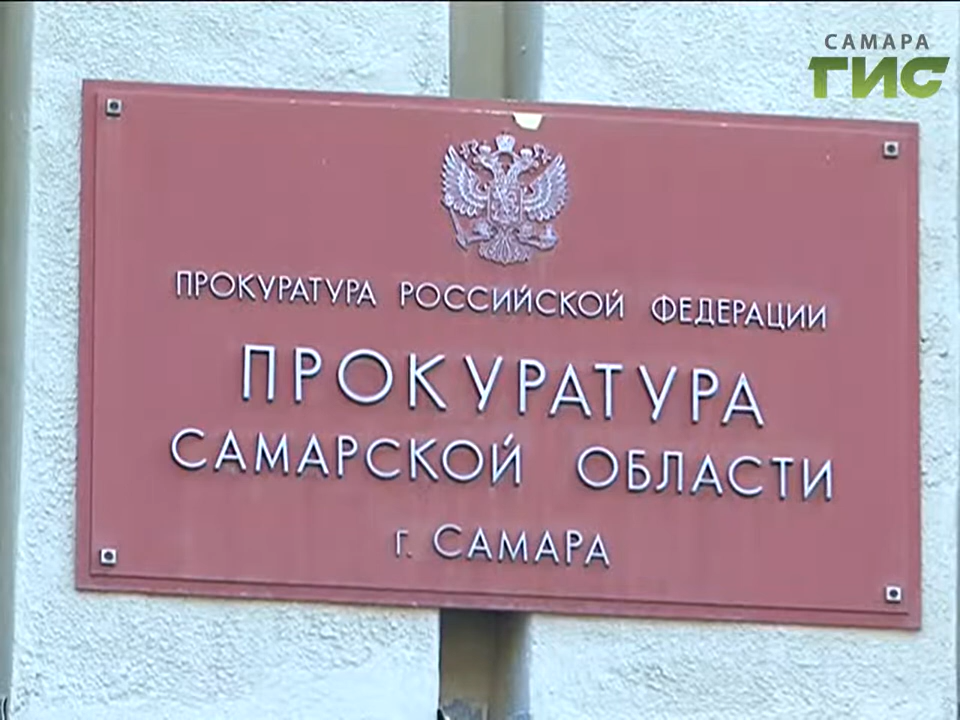 САМАРА
ГИС
ПРОКУРАТУРА РОССИЙСКОЙ ФЕДЕРАЦИИ
ПРОКУРАТУРА
САМАРСКОЙ ОБЛАСТИ
г. САМАРА